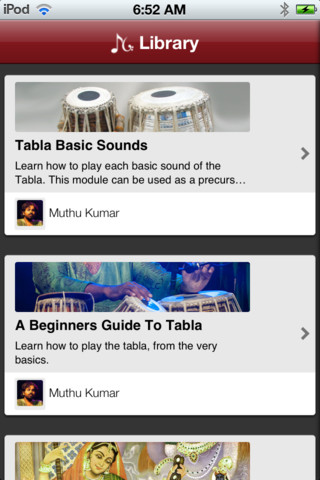 iPod 6:52 AM
Library
Tabla Basic Sounds
Learn how to play each basic sound of the
Tabla. This module can be used as a precurs…
Muthu Kumar
A Beginners Guide To Tabla
Learn how to play the tabla, from the very
basics.
Muthu Kumar